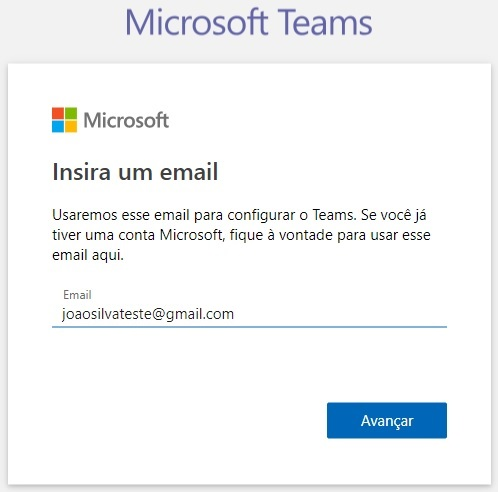 Microsoft Teams
Microsoft
Insira um email
Usaremos esse email para configurar o Teams. Se você já
tiver uma conta Microsoft, fique à vontade para usar esse
email aqui.
Email
joaosilvateste@gmail.com
Avançar